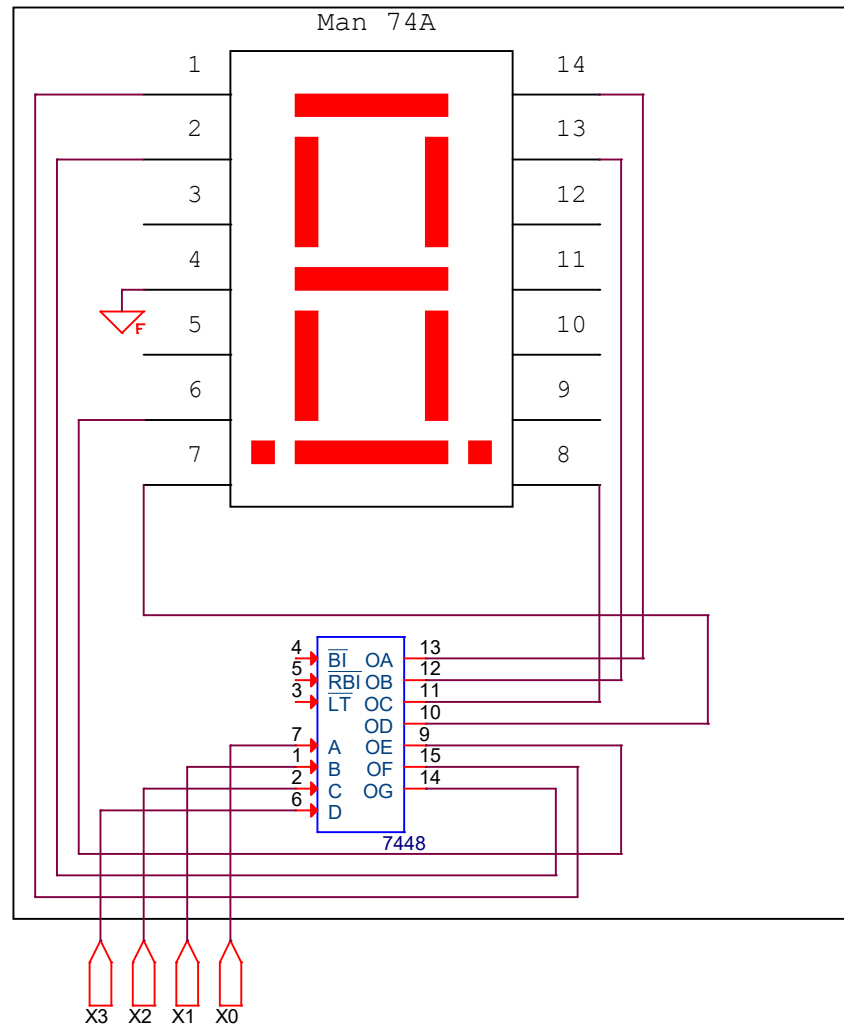 Man 74A
1 14
2 13
3 12
4 11
F
5 10
6 9
7 8
4 BI OA 13
5 RBI OB 12
3 LT OC 11
OD 10
7 A OE 9
1 B OF 15
2 C OG 14
6 D
7448
X3 X2 X1 X0